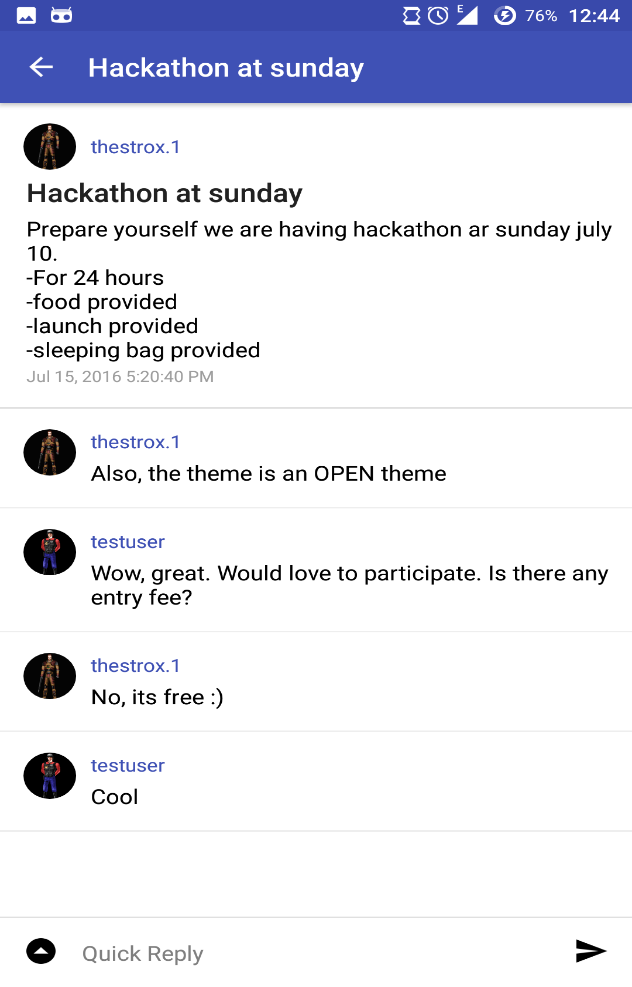 E 76% 12:44
Hackathon at sunday
thestrox.1
Hackathon at sunday
Prepare yourself we are having hackathon ar sunday july
10.
-For 24 hours
-food provided
-launch provided
-sleeping bag provided
Jul 15, 2016 5:20:40 PM
thestrox.1
Also, the theme is an OPEN theme
testuser
Wow, great. Would love to participate. Is there any
entry fee?
thestrox.1
No, its free :)
testuser
Cool
Quick Reply